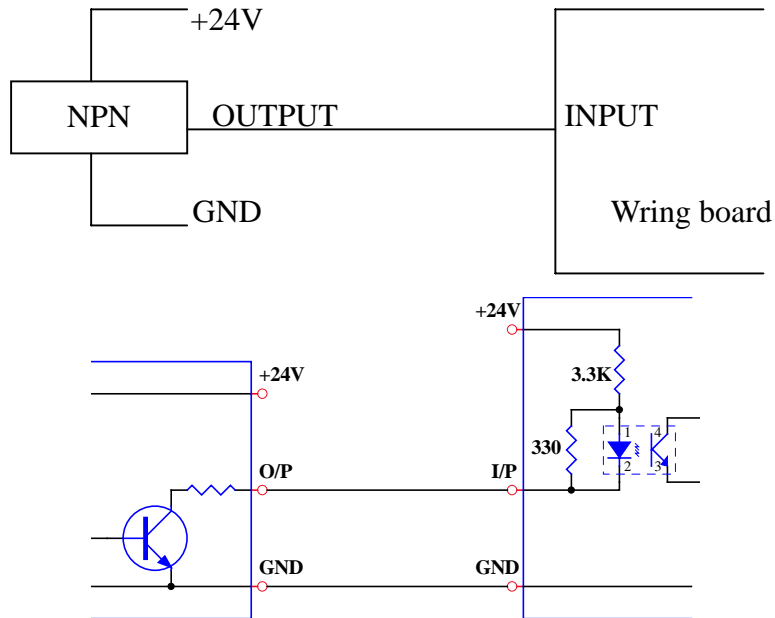 +24V
NPN
OUTPUT
INPUT
GND
Wring board
+24V
3.3K
+24V
330
1
4
2
3
O/P
I/P
GND
GND